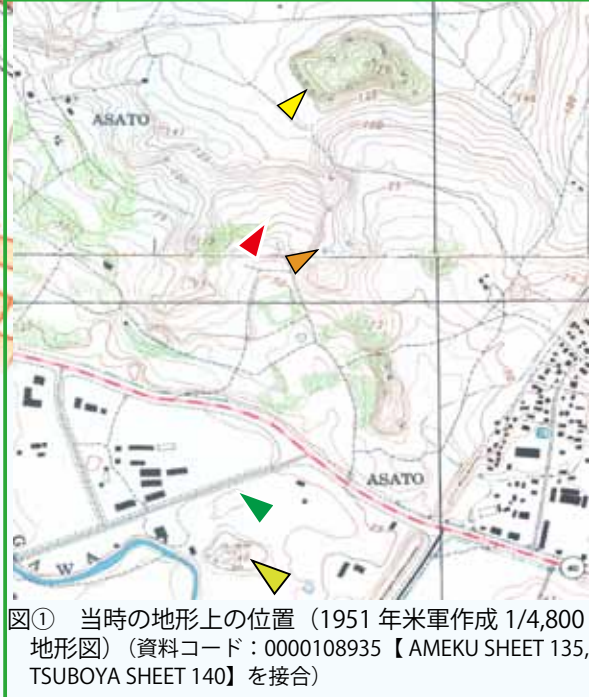 ASATO
ASATO
GAWA
図①　当時の地形上の位置（1951 年米軍作成 1/4,800
地形図）（資料コード：0000108935【 AMEKU SHEET 135,
TSUBOYA SHEET 140】を接合）